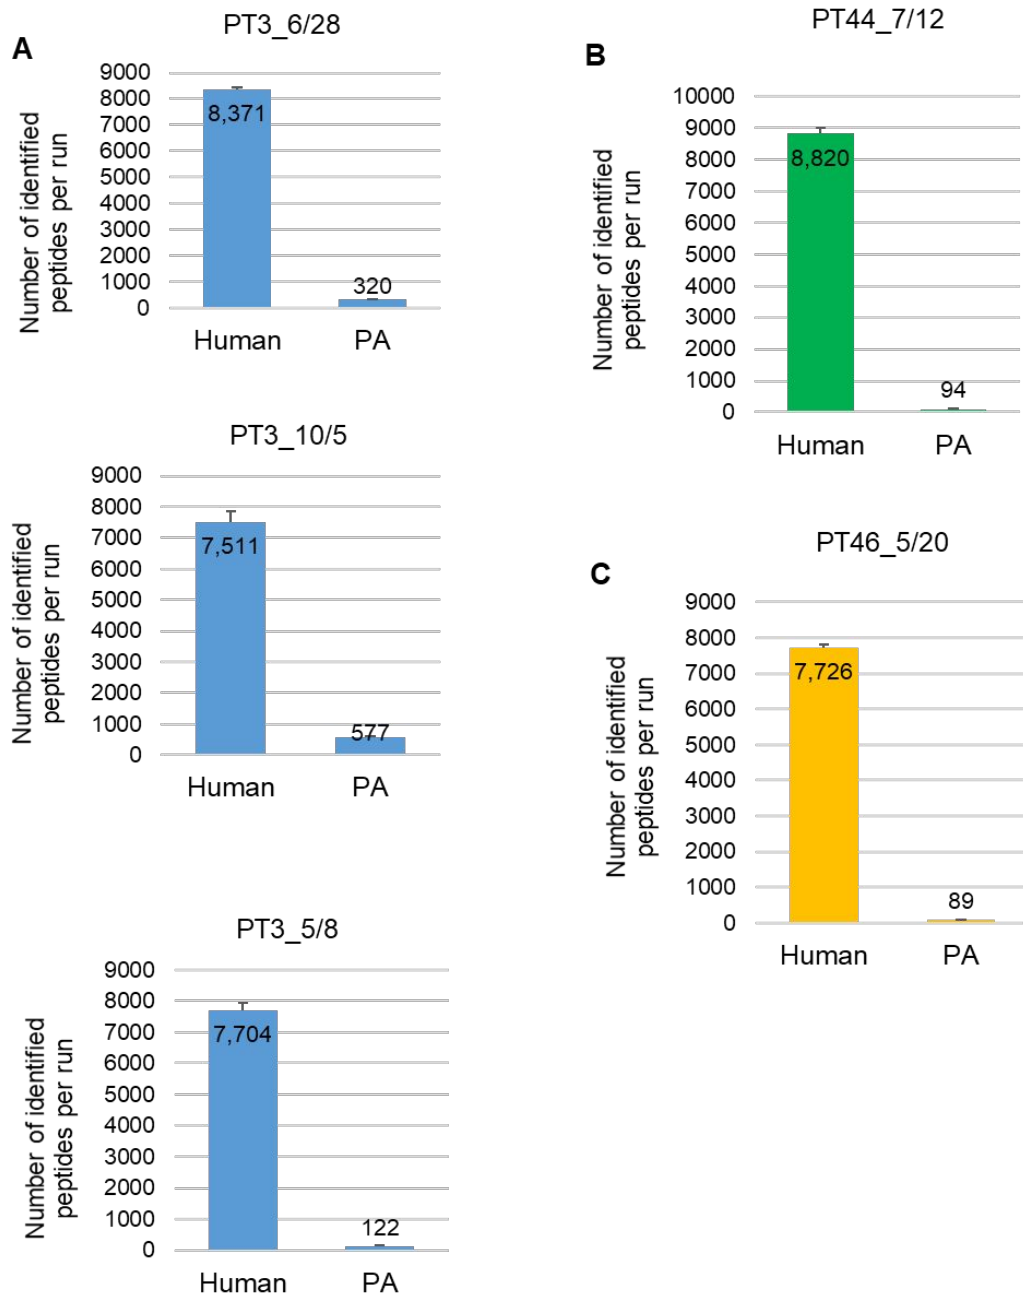 A
PT3_6/28
Number of identified
peptides per run
9000
8000
7000
6000
5000
4000
3000
2000
1000
0
8,371
320
Human
PA
PT3_10/5
Number of identified
peptides per run
9000
8000
7000
6000
5000
4000
3000
2000
1000
0
7,511
577
Human
PA
PT3_5/8
Number of identified
peptides per run
9000
8000
7000
6000
5000
4000
3000
2000
1000
0
7,704
122
Human
PA
B
PT44_7/12
Number of identified
peptides per run
10000
9000
8000
7000
6000
5000
4000
3000
2000
1000
0
8,820
94
Human
PA
C
PT46_5/20
Number of identified
peptides per run
9000
8000
7000
6000
5000
4000
3000
2000
1000
0
7,726
89
Human
PA